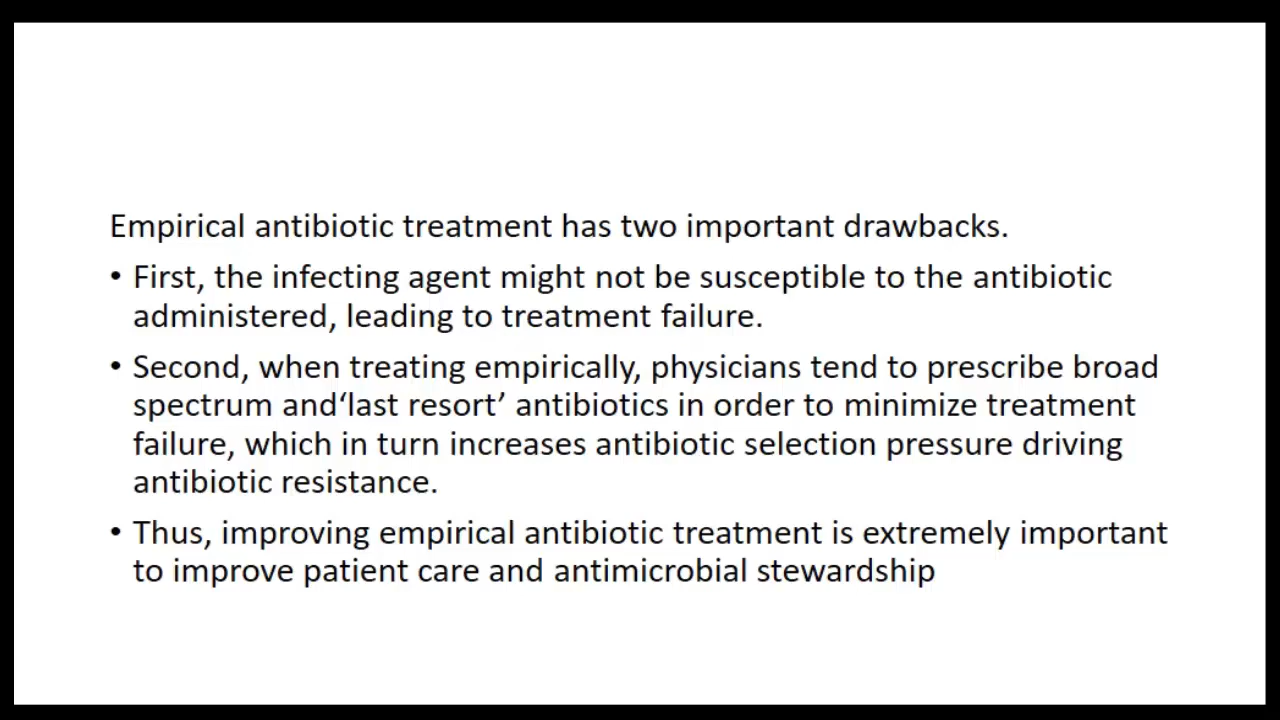 Empirical antibiotic treatment has two important drawbacks.
• First, the infecting agent might not be susceptible to the antibiotic
administered, leading to treatment failure.
• Second, when treating empirically, physicians tend to prescribe broad
spectrum and‘last resort’ antibiotics in order to minimize treatment
failure, which in turn increases antibiotic selection pressure driving
antibiotic resistance.
• Thus, improving empirical antibiotic treatment is extremely important
to improve patient care and antimicrobial stewardship